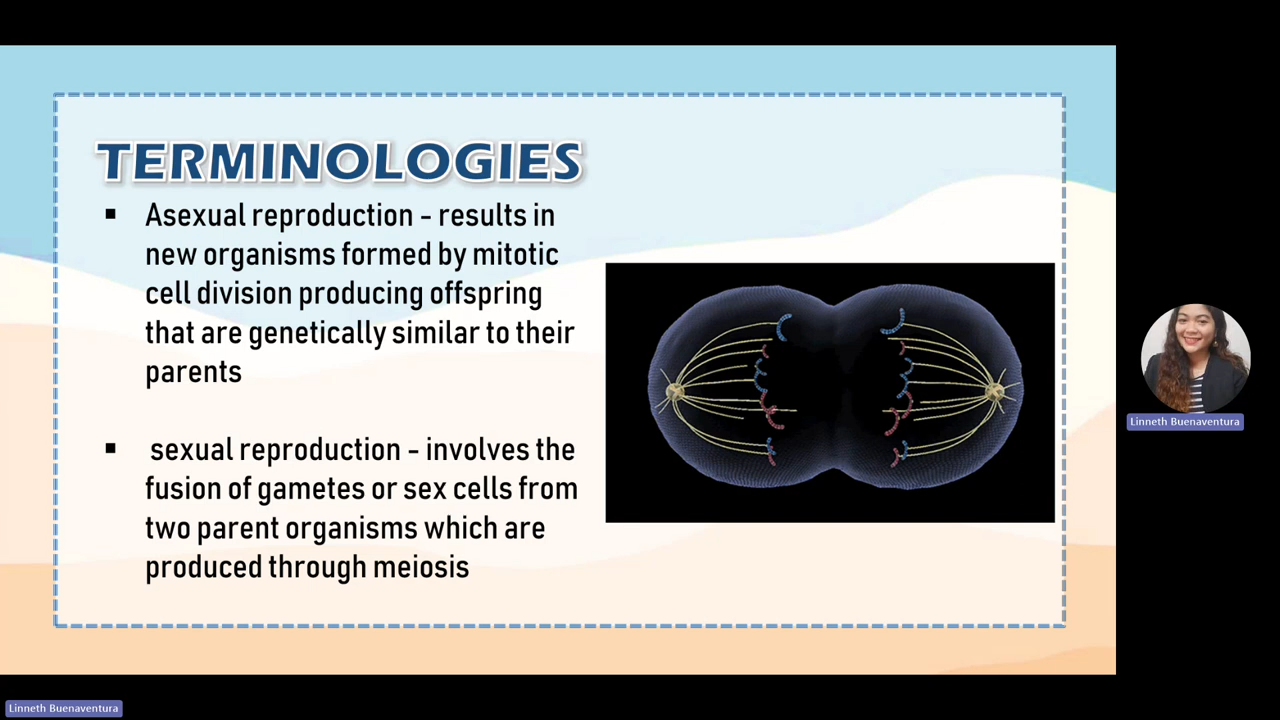 TERMINOLOGIES
▪ Asexual reproduction - results in
new organisms formed by mitotic
cell division producing offspring
that are genetically similar to their
parents
▪ sexual reproduction - involves the
fusion of gametes or sex cells from
two parent organisms which are
produced through meiosis
Linneth Buenaventura
Linneth Buenaventura